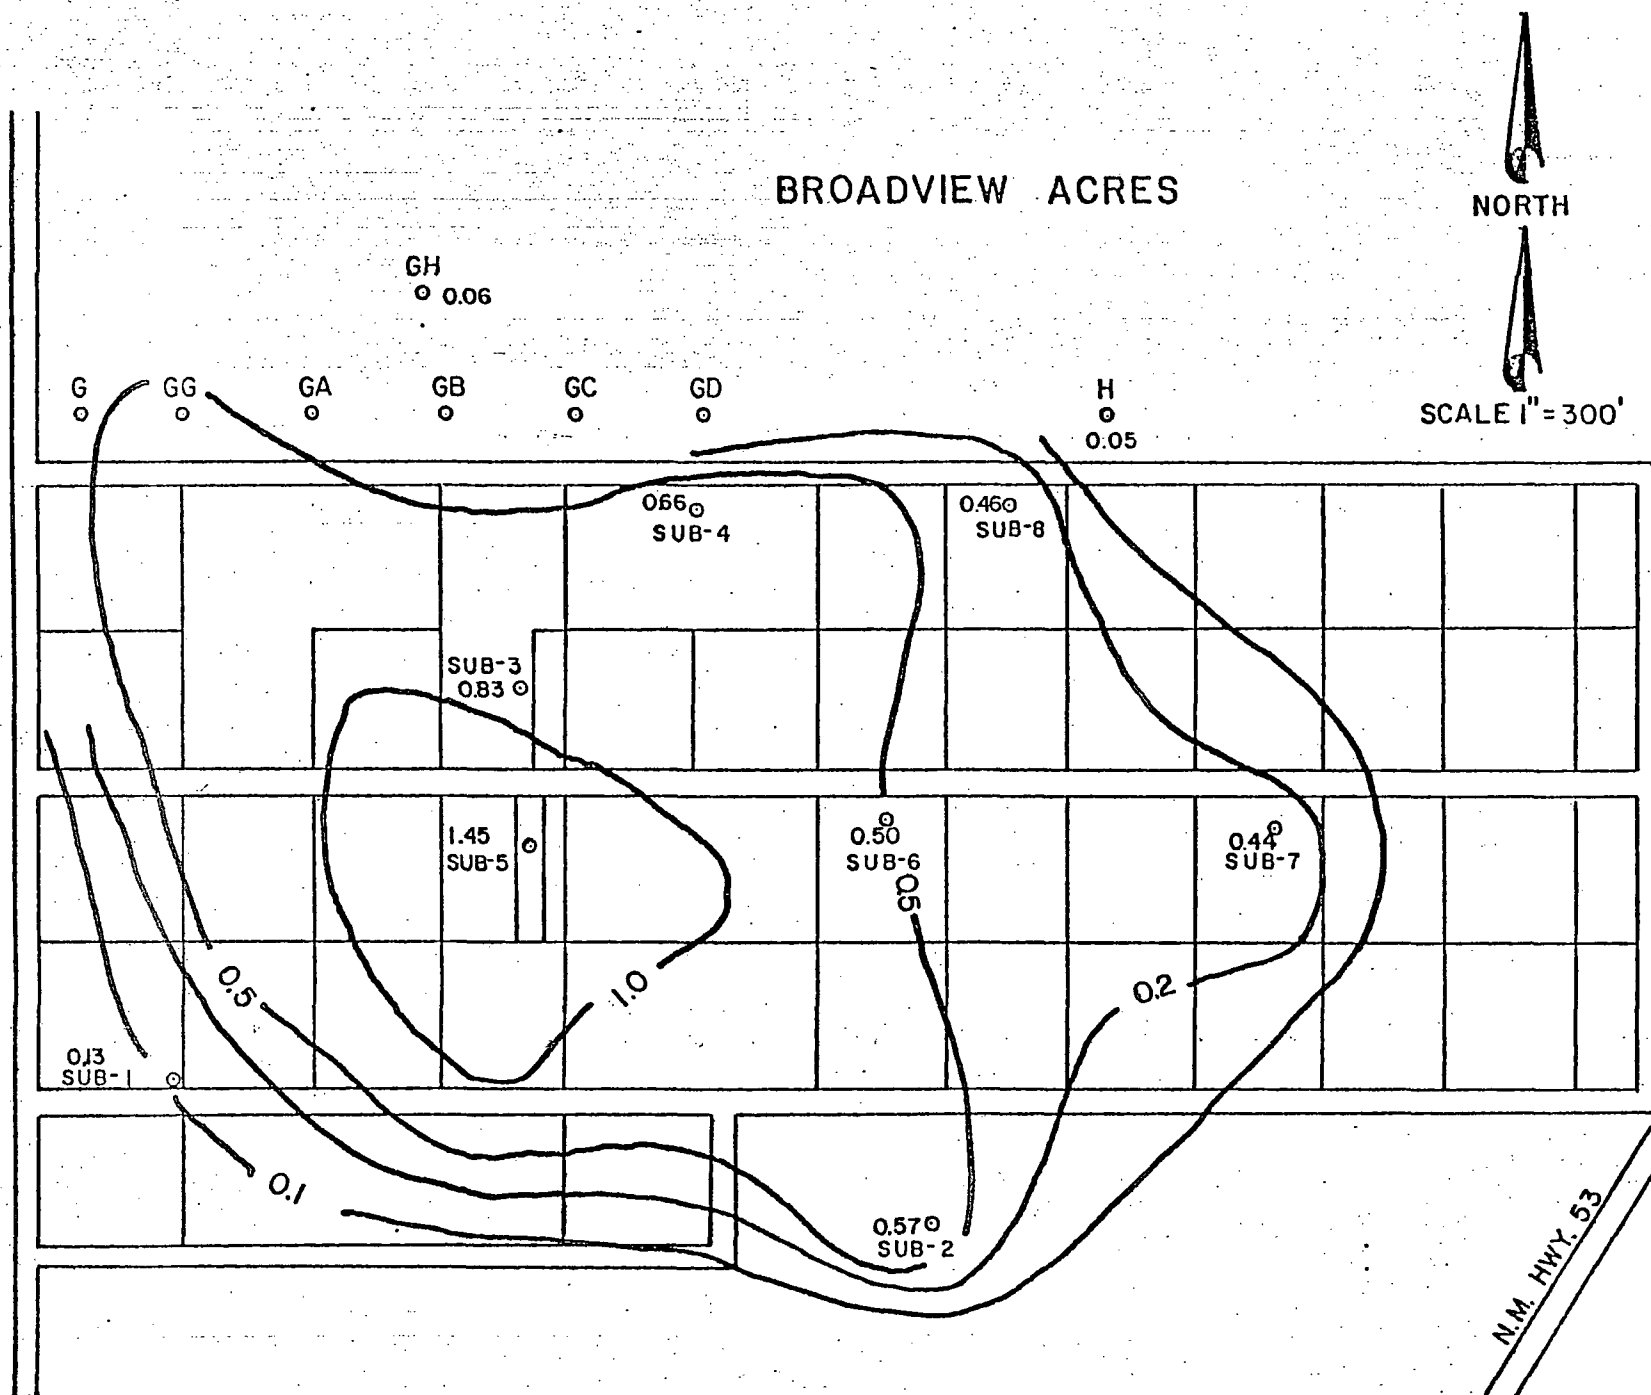 BROADVIEW ACRES
NORTH
SCALE 1" = 300'
GH
0.06
G GG GA GB GC GD H
0.05
0.66
SUB-4
0.46
SUB-8
SUB-3
0.83
1.45
SUB-5
0.50
SUB-6
0.5
0.44
SUB-7
0.5
1.0
0.2
0.13
SUB-1
0.1
0.57
SUB-2
N.M. HWY. 53